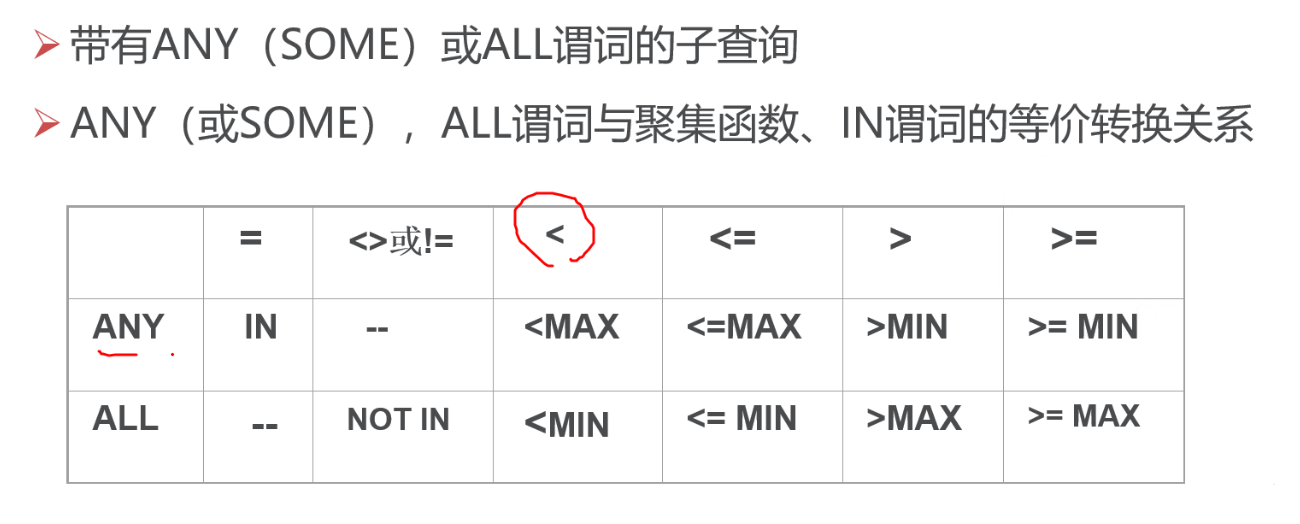 带有ANY（SOME）或ALL谓词的子查询
ANY（或SOME），ALL谓词与聚集函数、IN谓词的等价转换关系
= <>或!= < <= > >=
ANY IN -- <MAX <=MAX >MIN >= MIN
ALL -- NOT IN <MIN <= MIN >MAX >= MAX